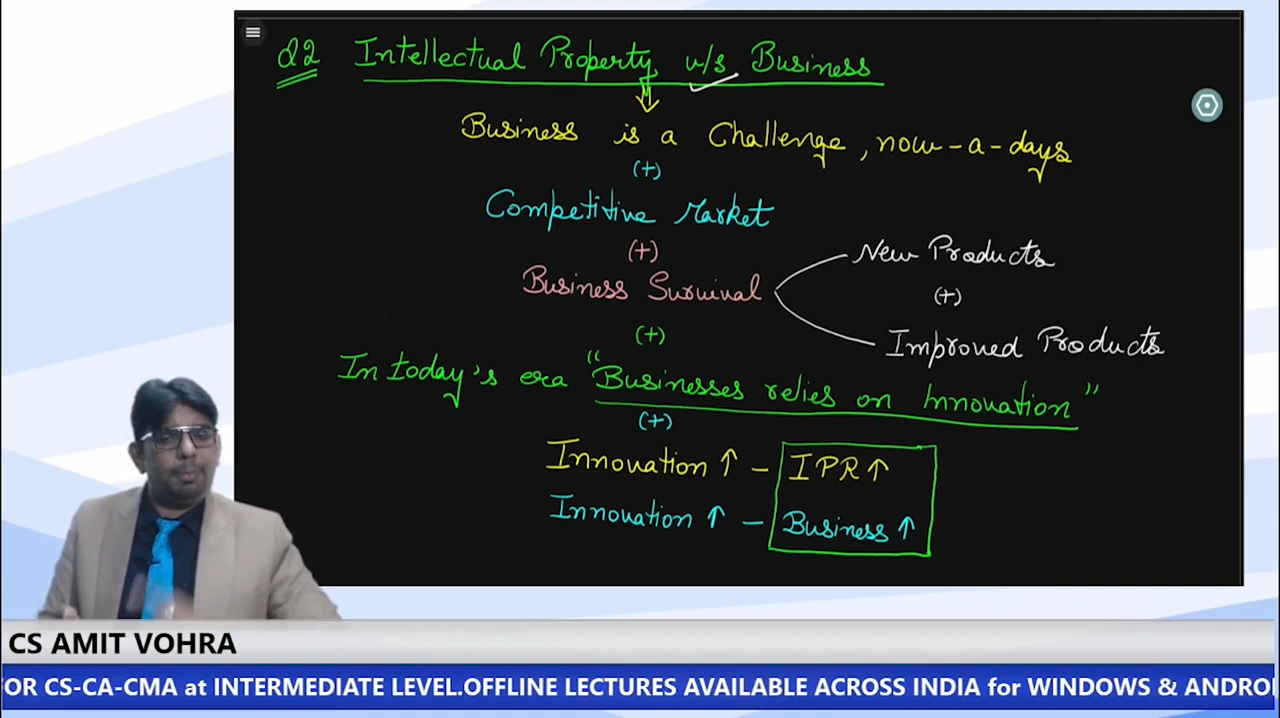 Q2 Intellectual Property v/s Business
Business is a Challenge, now-a-days
(+)
Competitive Market
(+)
Business Survival
New Products
(+)
Improved Products
(+)
In today's era "Businesses relies on Innovation"
(+)
Innovation ↑ - IPR ↑
Innovation ↑ - Business ↑
CS AMIT VOHRA
OR CS-CA-CMA at INTERMEDIATE LEVEL.OFFLINE LECTURES AVAILABLE ACROSS INDIA for WINDOWS & ANDRO